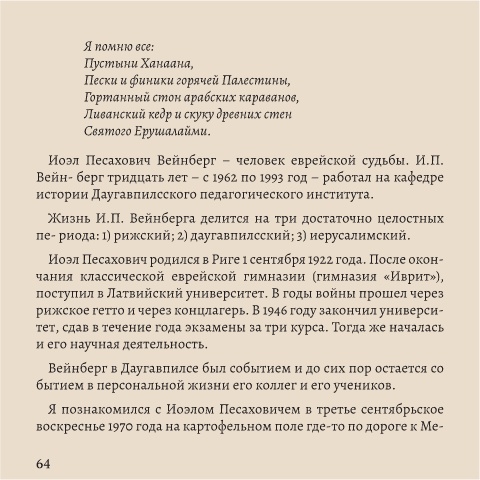 Я помню все:
Пустыни Ханаана,
Пески и финики горячей Палестины,
Гортанный стон арабских караванов,
Ливанский кедр и скуку древних стен
Святого Ерушалайми.
Иоэл Песахович Вейнберг – человек еврейской судьбы. И.П.
Вейн- берг тридцать лет – с 1962 по 1993 год – работал на кафедре
истории Даугавпилсского педагогического института.
Жизнь И.П. Вейнберга делится на три достаточно целостных
пе- риода: 1) рижский; 2) даугавпилсский; 3) иерусалимский.
Иоэл Песахович родился в Риге 1 сентября 1922 года. После окон-
чания классической еврейской гимназии (гимназия «Иврит»),
поступил в Латвийский университет. В годы войны прошел через
рижское гетто и через концлагерь. В 1946 году закончил универси-
тет, сдав в течение года экзамены за три курса. Тогда же началась
и его научная деятельность.
Вейнберг в Даугавпилсе был событием и до сих пор остается со
бытием в персональной жизни его коллег и его учеников.
Я познакомился с Иоэлом Песаховичем в третье сентябрьское
воскреснье 1970 года на картофельном поле где-то по дороге к Ме-
64